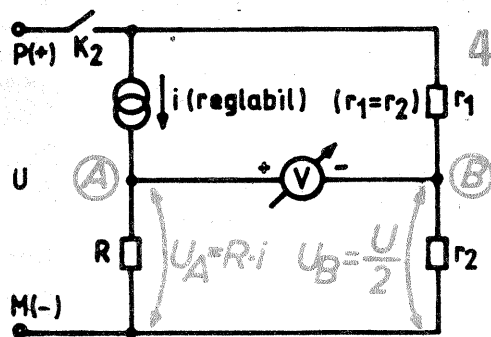 4
P(+) K2
i (reglabil) (r1=r2) r1
U A + V - B
R UA=R·i UB=U/2 r2
M(-)